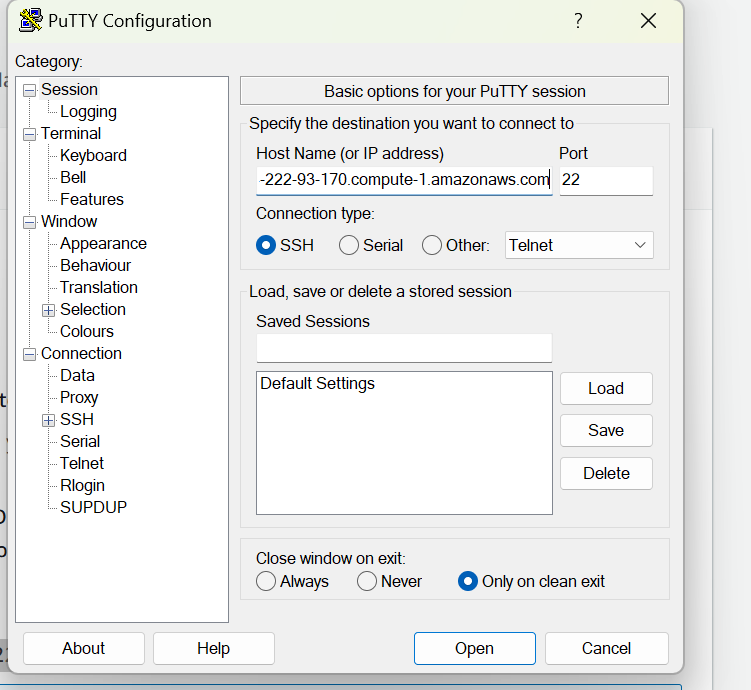 PuTTY Configuration
?
Category:
Session
Logging
Terminal
Keyboard
Bell
Features
Window
Appearance
Behaviour
Translation
Selection
Colours
Connection
Data
Proxy
SSH
Serial
Telnet
Rlogin
SUPDUP
Basic options for your PuTTY session
Specify the destination you want to connect to
Host Name (or IP address) Port
-222-93-170.compute-1.amazonaws.com 22
Connection type:
SSH Serial Other: Telnet
Load, save or delete a stored session
Saved Sessions
Default Settings
Load
Save
Delete
Close window on exit:
Always Never Only on clean exit
About Help Open Cancel